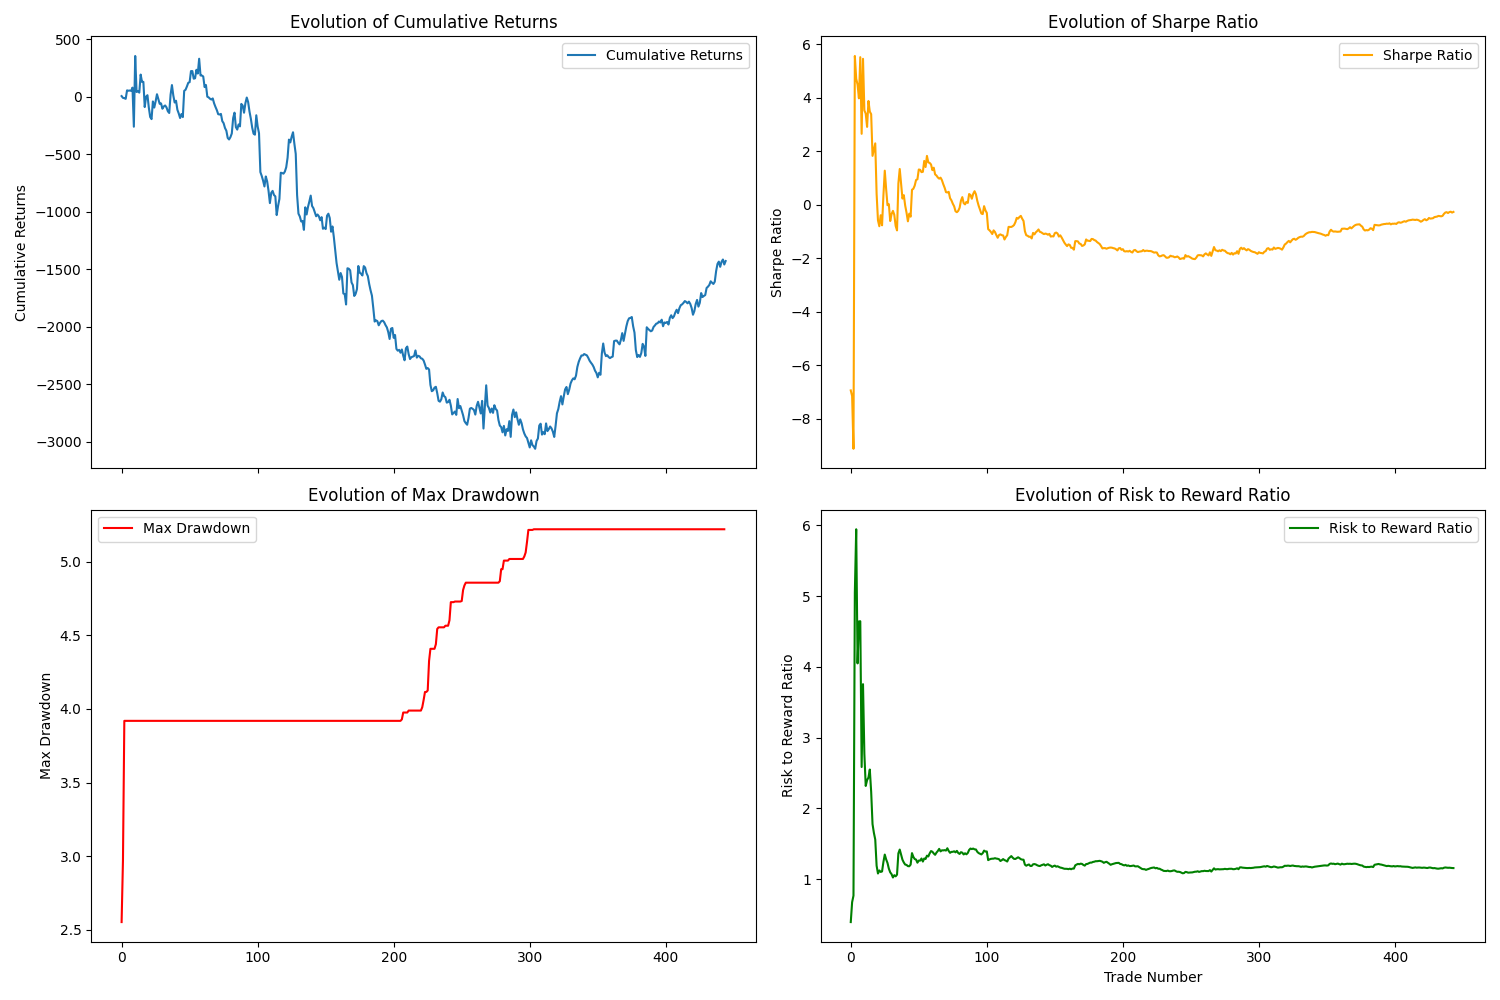 Evolution of Cumulative Returns
Cumulative Returns
500
0
−500
−1000
−1500
−2000
−2500
−3000
Cumulative Returns
Evolution of Sharpe Ratio
Sharpe Ratio
6
4
2
0
−2
−4
−6
−8
Sharpe Ratio
Evolution of Max Drawdown
Max Drawdown
5.0
4.5
4.0
3.5
3.0
2.5
Max Drawdown
0 100 200 300 400
Evolution of Risk to Reward Ratio
Risk to Reward Ratio
6
5
4
3
2
1
Risk to Reward Ratio
0 100 200 300 400
Trade Number